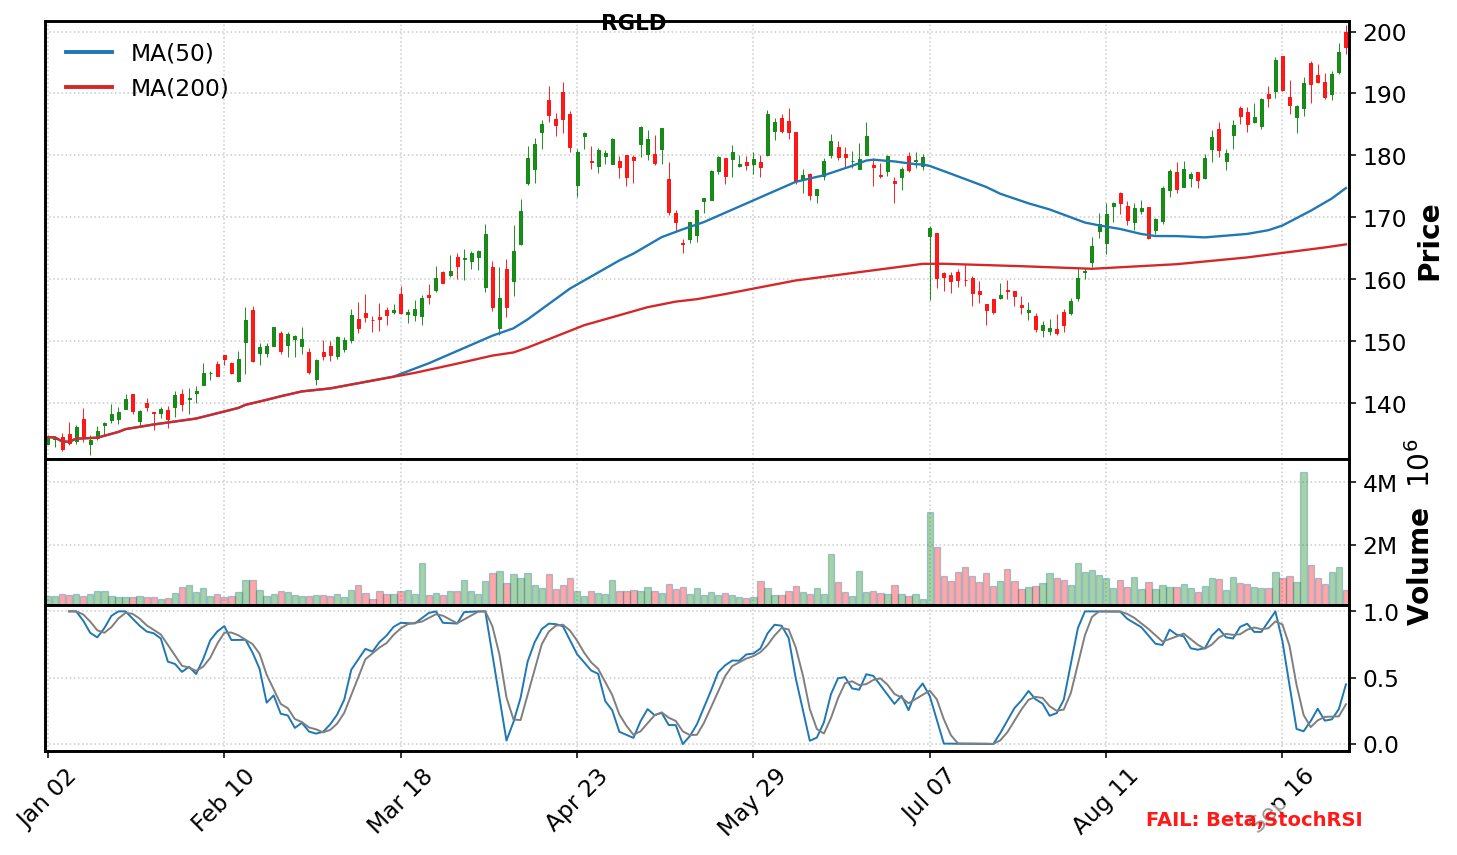 RGLD
MA(50)
MA(200)
200
190
180
170
160
150
140
Price
4M
2M
Volume 10⁶
1.0
0.5
0.0
Jan 02
Feb 10
Mar 18
Apr 23
May 29
Jul 07
Aug 11
Sep 16
FAIL: Beta,StochRSI